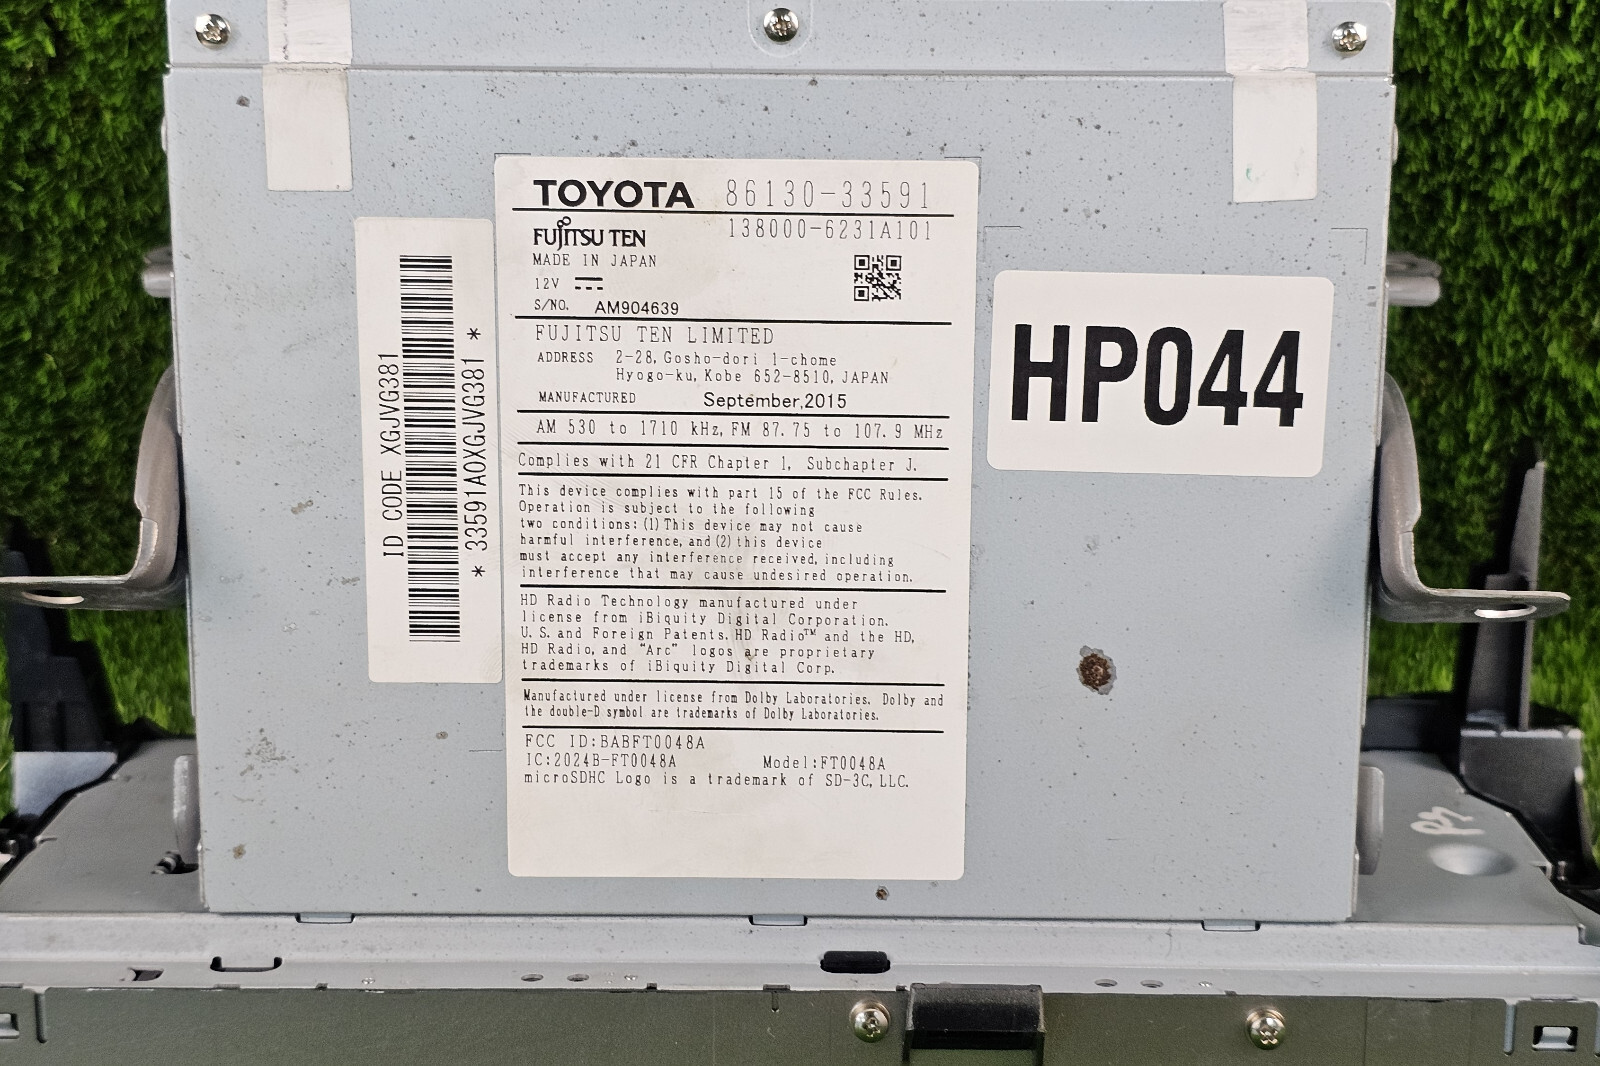 TOYOTA 86130-33591
FUJITSU TEN 138000-6231A101
MADE IN JAPAN
12V
S/NO. AM904639
FUJITSU TEN LIMITED
ADDRESS 2-28, Gosho-dori 1-chome
Hyogo-ku, Kobe 652-8510, JAPAN
MANUFACTURED September,2015
AM 530 to 1710 kHz, FM 87.75 to 107.9 MHz
Complies with 21 CFR Chapter 1, Subchapter J.
This device complies with part 15 of the FCC Rules.
Operation is subject to the following
two conditions: (1) This device may not cause
harmful interference, and (2) this device
must accept any interference received, including
interference that may cause undesired operation.
HD Radio Technology manufactured under
license from iBiquity Digital Corporation.
U.S. and Foreign Patents. HD Radio™ and the HD,
HD Radio, and "Arc" logos are proprietary
trademarks of iBiquity Digital Corp.
Manufactured under license from Dolby Laboratories. Dolby and
the double-D symbol are trademarks of Dolby Laboratories.
FCC ID:BABFT0048A
IC:2024B-FT0048A Model:FT0048A
microSDHC Logo is a trademark of SD-3C, LLC.
ID CODE XGJVG381
* 33591A0XGJVG381 *
HP044